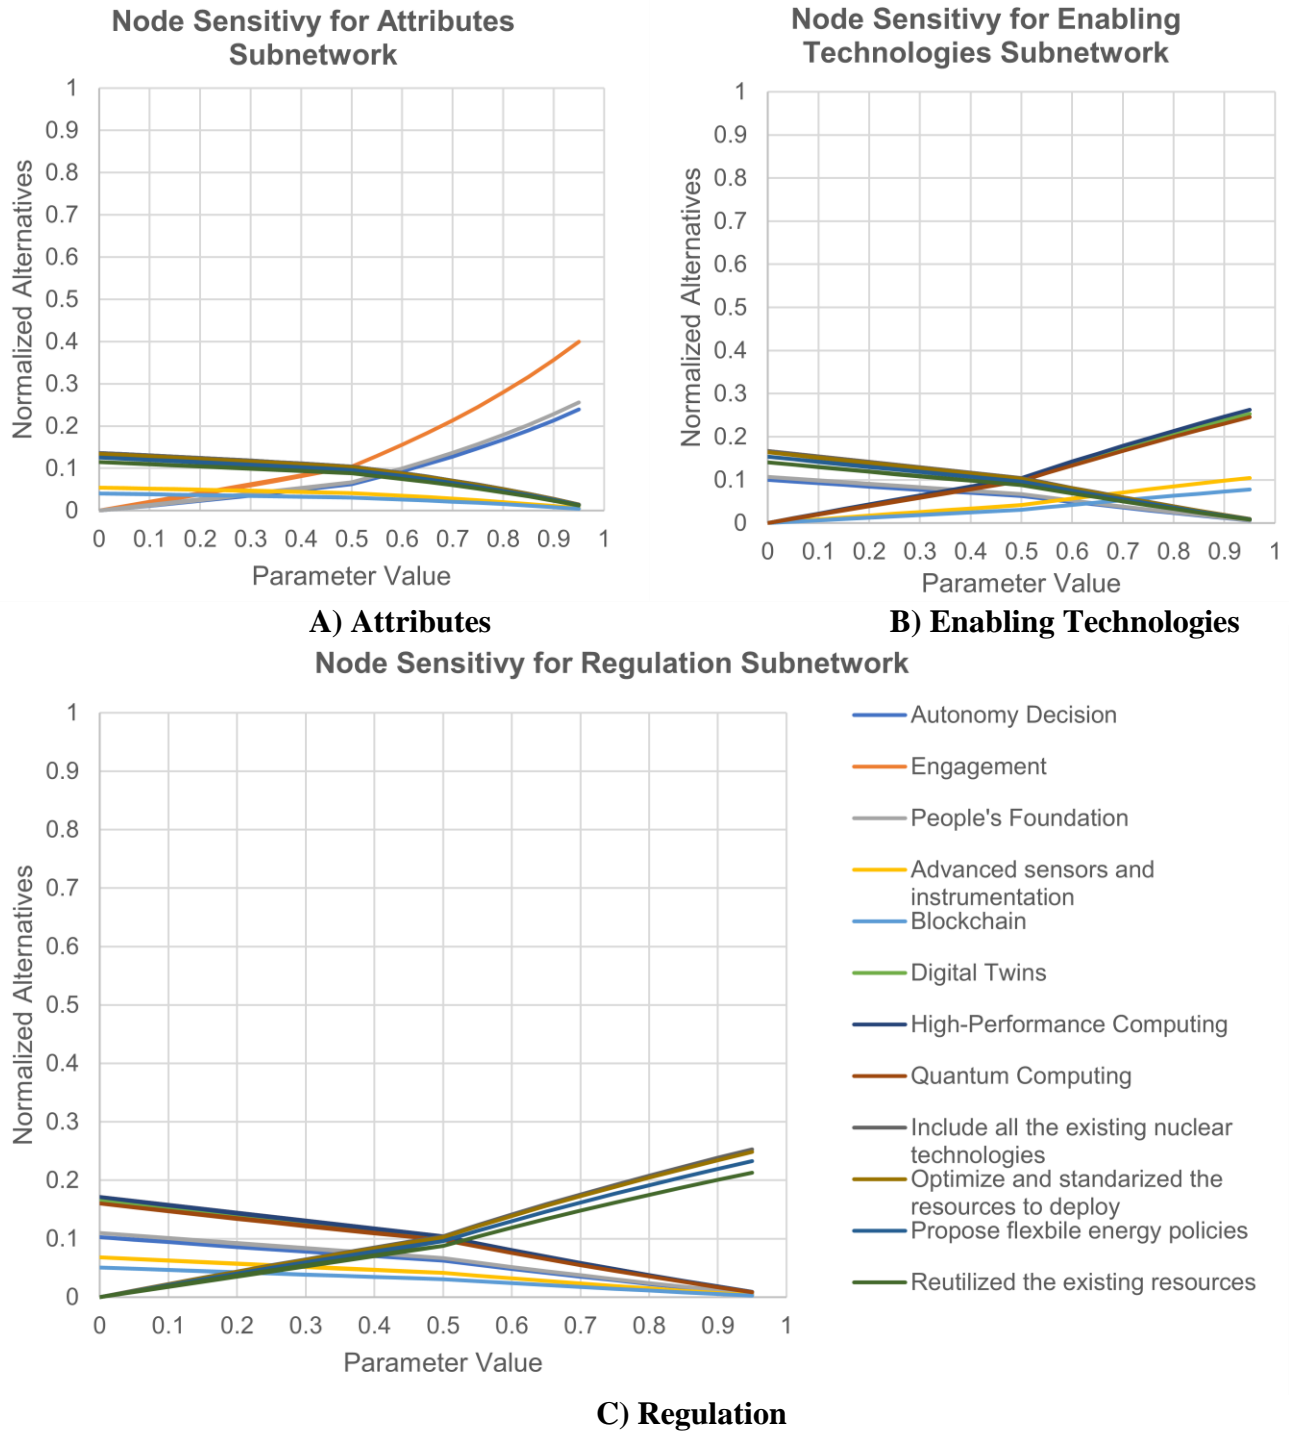 Node Sensitivy for Attributes
Subnetwork
1
0.9
0.8
0.7
0.6
0.5
0.4
0.3
0.2
0.1
0
Normalized Alternatives
0 0.1 0.2 0.3 0.4 0.5 0.6 0.7 0.8 0.9 1
Parameter Value
A) Attributes
Node Sensitivy for Enabling
Technologies Subnetwork
1
0.9
0.8
0.7
0.6
0.5
0.4
0.3
0.2
0.1
0
Normalized Alternatives
0 0.1 0.2 0.3 0.4 0.5 0.6 0.7 0.8 0.9 1
Parameter Value
B) Enabling Technologies
Node Sensitivy for Regulation Subnetwork
1
0.9
0.8
0.7
0.6
0.5
0.4
0.3
0.2
0.1
0
Normalized Alternatives
0 0.1 0.2 0.3 0.4 0.5 0.6 0.7 0.8 0.9 1
Parameter Value
Autonomy Decision
Engagement
People's Foundation
Advanced sensors and
instrumentation
Blockchain
Digital Twins
High-Performance Computing
Quantum Computing
Include all the existing nuclear
technologies
Optimize and standarized the
resources to deploy
Propose flexbile energy policies
Reutilized the existing resources
C) Regulation